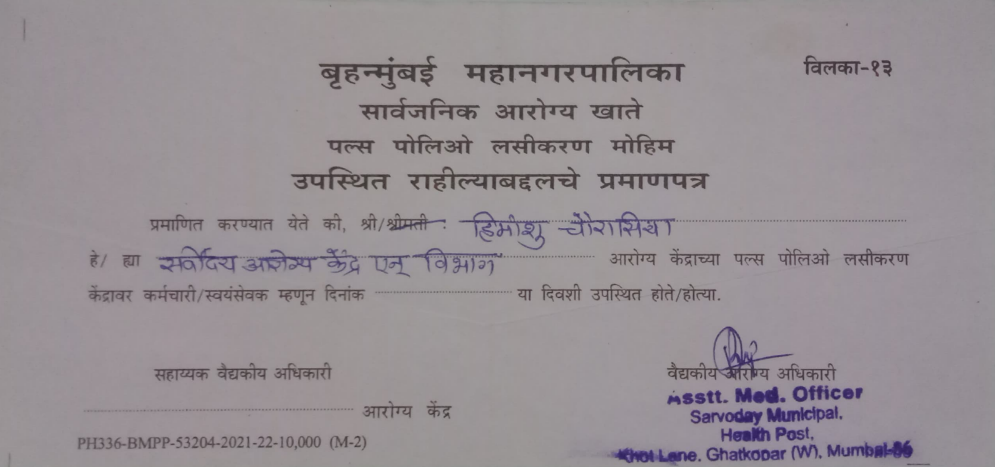 बृहन्मुंबई महानगरपालिका
विलका-१३
सार्वजनिक आरोग्य खाते
पल्स पोलिओ लसीकरण मोहिम
उपस्थित राहील्याबद्दलचे प्रमाणपत्र
प्रमाणित करण्यात येते की, श्री/श्रीमती : हिमांशु चौरासिया
हे/ ह्या सर्वोदय आरोग्य केंद्र एन् विभाग आरोग्य केंद्राच्या पल्स पोलिओ लसीकरण
केंद्रावर कर्मचारी/स्वयंसेवक म्हणून दिनांक या दिवशी उपस्थित होते/होत्या.
सहाय्यक वैद्यकीय अधिकारी
वैद्यकीय आरोग्य अधिकारी
Asstt. Med. Officer
आरोग्य केंद्र
Sarvoday Municipal,
Health Post,
PH336-BMPP-53204-2021-22-10,000 (M-2)
Khot Lane, Ghatkopar (W), Mumbai-86